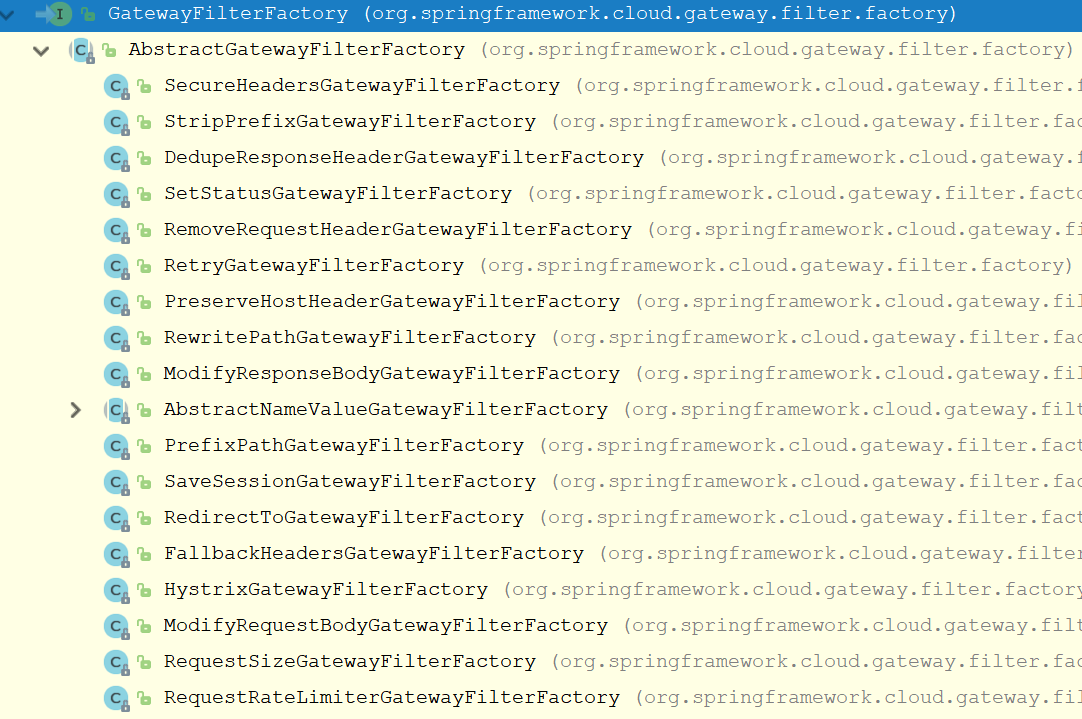 GatewayFilterFactory (org.springframework.cloud.gateway.filter.factory)
AbstractGatewayFilterFactory (org.springframework.cloud.gateway.filter.factory)
SecureHeadersGatewayFilterFactory (org.springframework.cloud.gateway.filter.f
StripPrefixGatewayFilterFactory (org.springframework.cloud.gateway.filter.fac
DedupeResponseHeaderGatewayFilterFactory (org.springframework.cloud.gateway.f
SetStatusGatewayFilterFactory (org.springframework.cloud.gateway.filter.facto
RemoveRequestHeaderGatewayFilterFactory (org.springframework.cloud.gateway.fi
RetryGatewayFilterFactory (org.springframework.cloud.gateway.filter.factory)
PreserveHostHeaderGatewayFilterFactory (org.springframework.cloud.gateway.fil
RewritePathGatewayFilterFactory (org.springframework.cloud.gateway.filter.fac
ModifyResponseBodyGatewayFilterFactory (org.springframework.cloud.gateway.fil
AbstractNameValueGatewayFilterFactory (org.springframework.cloud.gateway.filt
PrefixPathGatewayFilterFactory (org.springframework.cloud.gateway.filter.fact
SaveSessionGatewayFilterFactory (org.springframework.cloud.gateway.filter.fac
RedirectToGatewayFilterFactory (org.springframework.cloud.gateway.filter.fact
FallbackHeadersGatewayFilterFactory (org.springframework.cloud.gateway.filter
HystrixGatewayFilterFactory (org.springframework.cloud.gateway.filter.factory
ModifyRequestBodyGatewayFilterFactory (org.springframework.cloud.gateway.filt
RequestSizeGatewayFilterFactory (org.springframework.cloud.gateway.filter.fac
RequestRateLimiterGatewayFilterFactory (org.springframework.cloud.gateway.fil